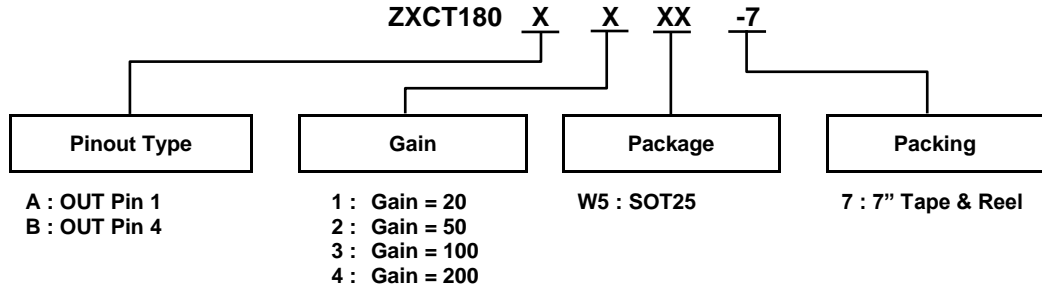 ZXCT180 X X XX -7
Pinout Type
Gain
Package
Packing
A : OUT Pin 1
B : OUT Pin 4
1 : Gain = 20
2 : Gain = 50
3 : Gain = 100
4 : Gain = 200
W5 : SOT25
7 : 7” Tape & Reel